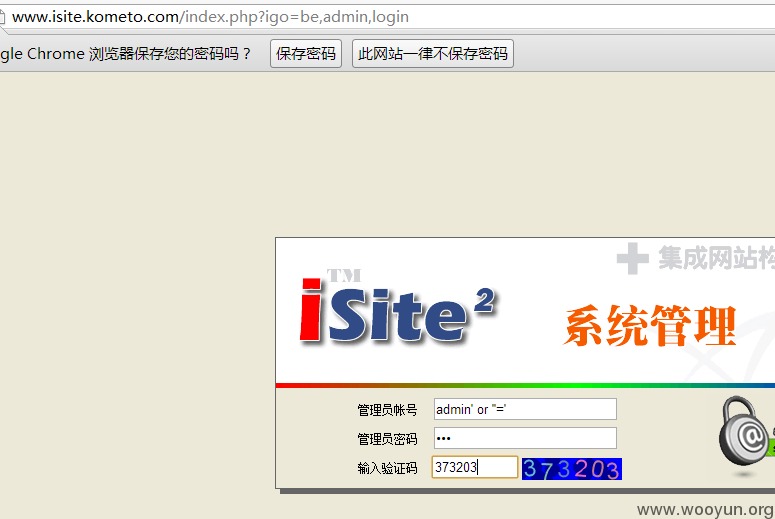 www.isite.kometo.com/index.php?igo=be,admin,login
gle Chrome 浏览器保存您的密码吗？ 保存密码 此网站一律不保存密码
集成网站构
iSite² TM
系统管理
管理员帐号 admin' or ''='
管理员密码 •••
输入验证码 373203 373203
www.wooyun.org